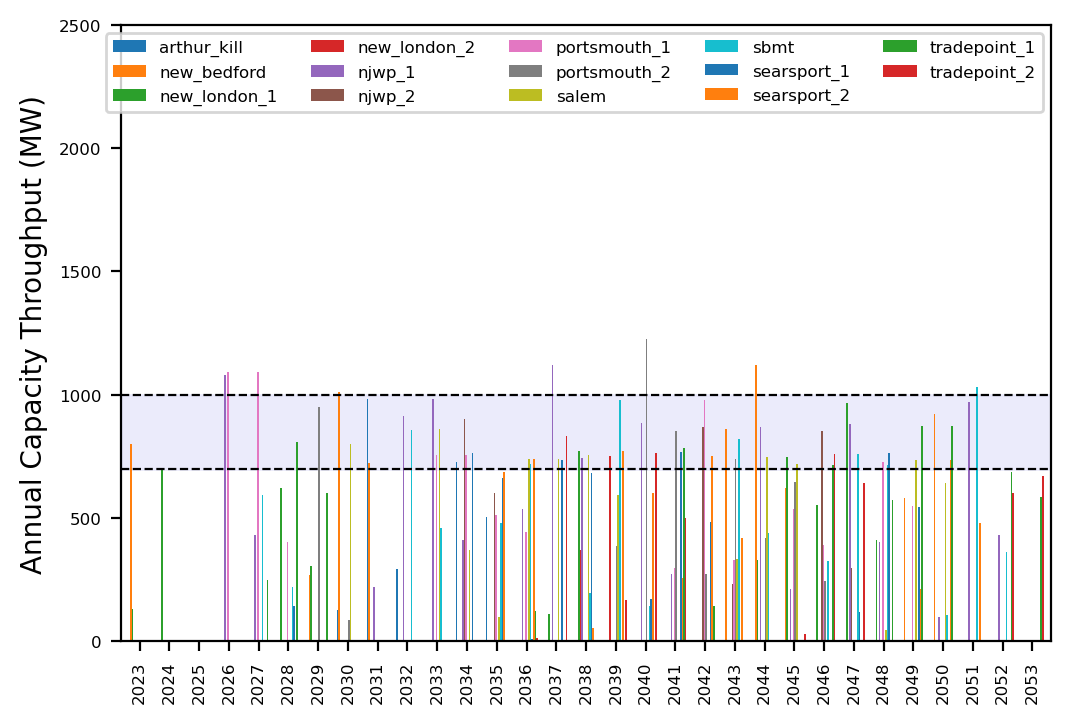 2500
2000
1500
1000
500
0
Annual Capacity Throughput (MW)
arthur_kill
new_bedford
new_london_1
new_london_2
njwp_1
njwp_2
portsmouth_1
portsmouth_2
salem
sbmt
searsport_1
searsport_2
tradepoint_1
tradepoint_2
2023
2024
2025
2026
2027
2028
2029
2030
2031
2032
2033
2034
2035
2036
2037
2038
2039
2040
2041
2042
2043
2044
2045
2046
2047
2048
2049
2050
2051
2052
2053